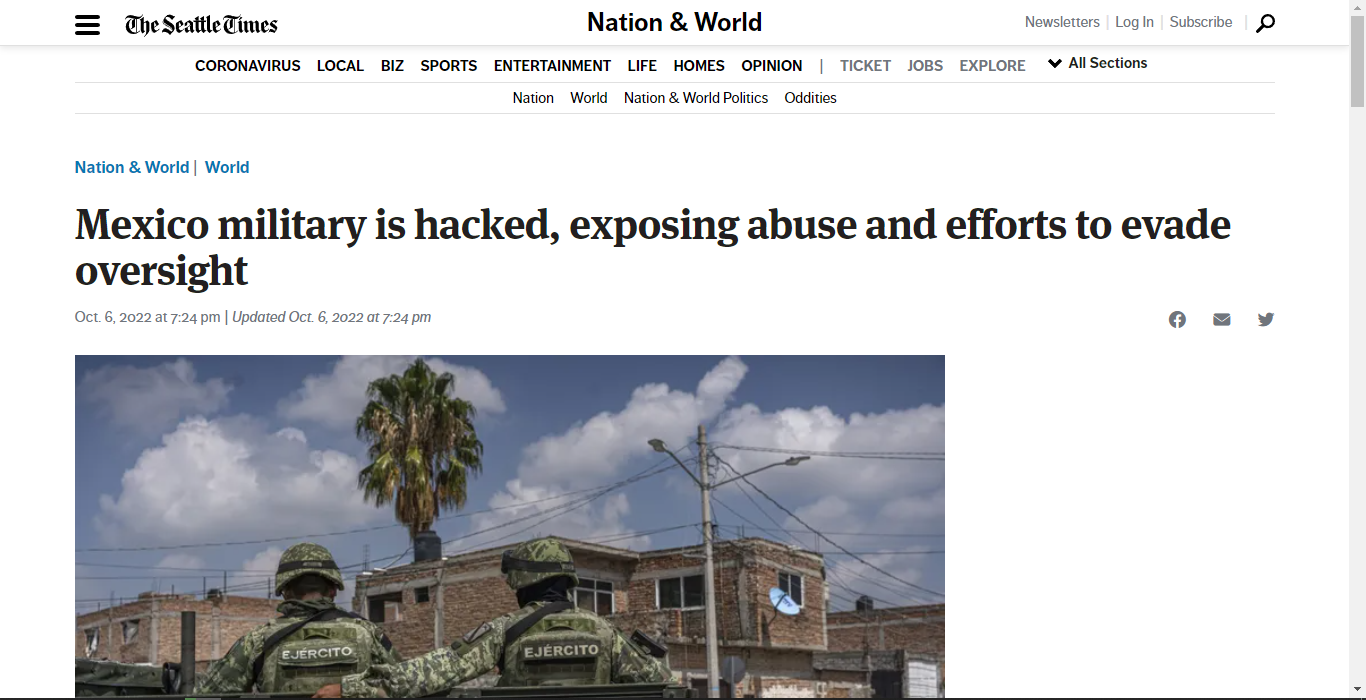 The Seattle Times
Nation & World
Newsletters | Log In | Subscribe |
CORONAVIRUS LOCAL BIZ SPORTS ENTERTAINMENT LIFE HOMES OPINION | TICKET JOBS EXPLORE All Sections
Nation World Nation & World Politics Oddities
Nation & World | World
Mexico military is hacked, exposing abuse and efforts to evade
oversight
Oct. 6, 2022 at 7:24 pm | Updated Oct. 6, 2022 at 7:24 pm
EJÉRCITO
EJÉRCITO